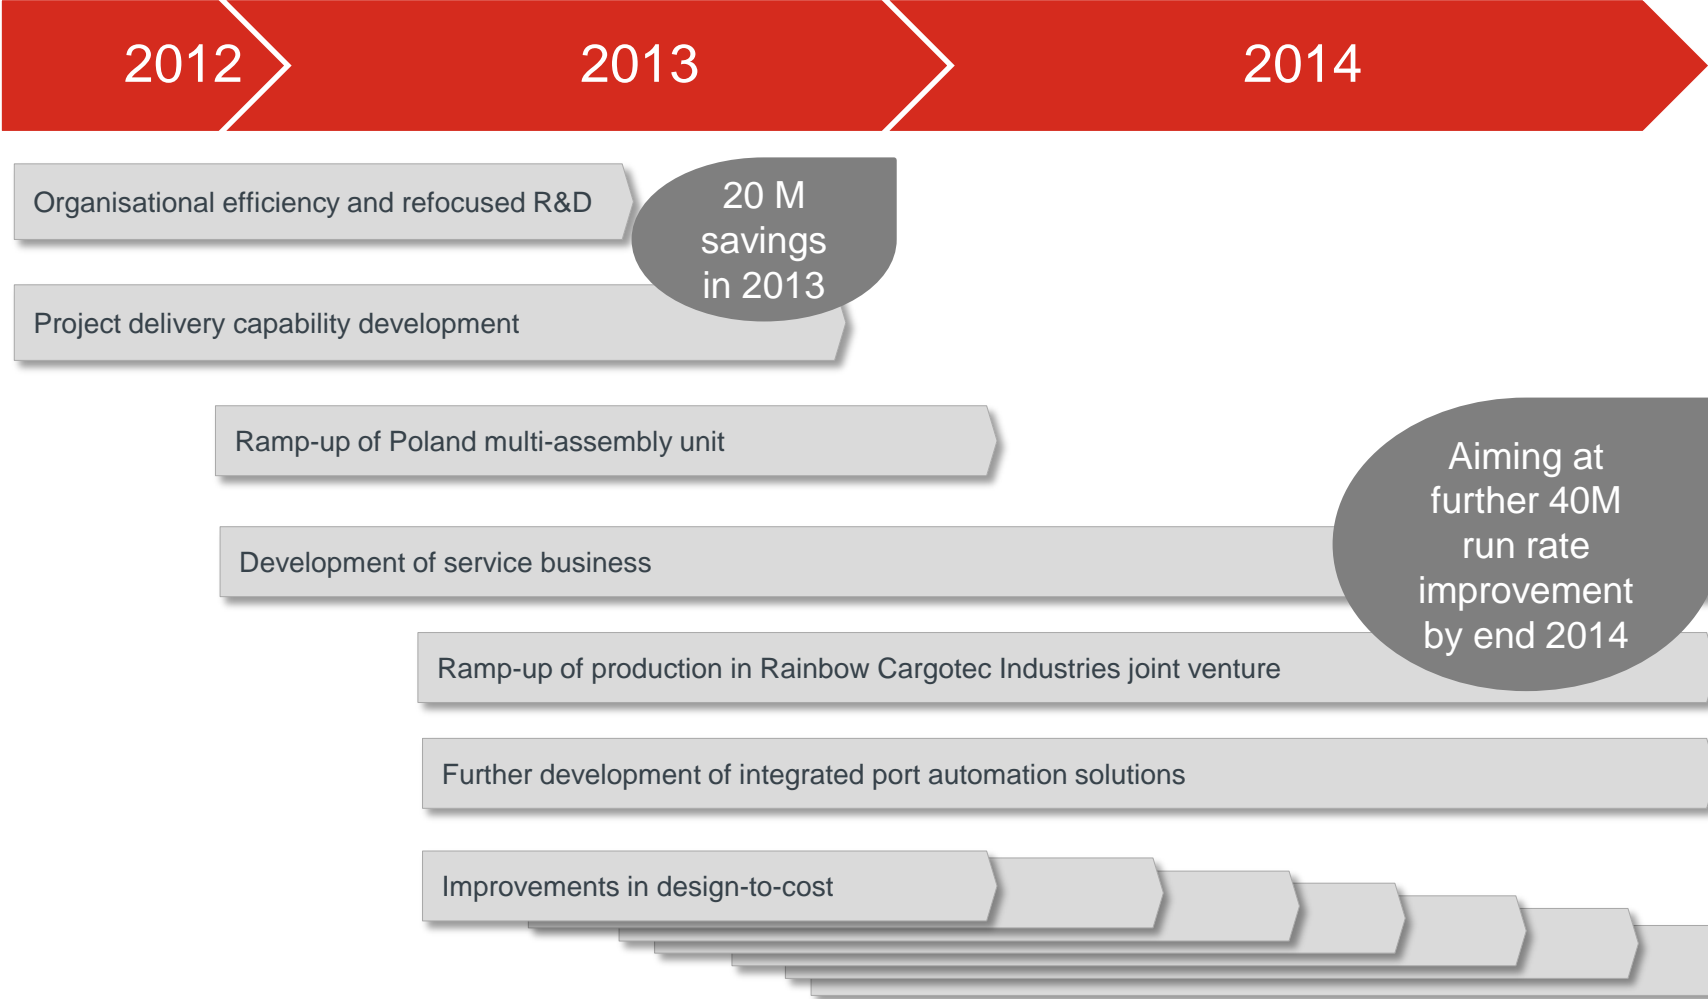 2012
2013
2014
Organisational efficiency and refocused R&D
20 M
savings
in 2013
Project delivery capability development
Ramp-up of Poland multi-assembly unit
Aiming at
further 40M
run rate
improvement
by end 2014
Development of service business
Ramp-up of production in Rainbow Cargotec Industries joint venture
Further development of integrated port automation solutions
Improvements in design-to-cost